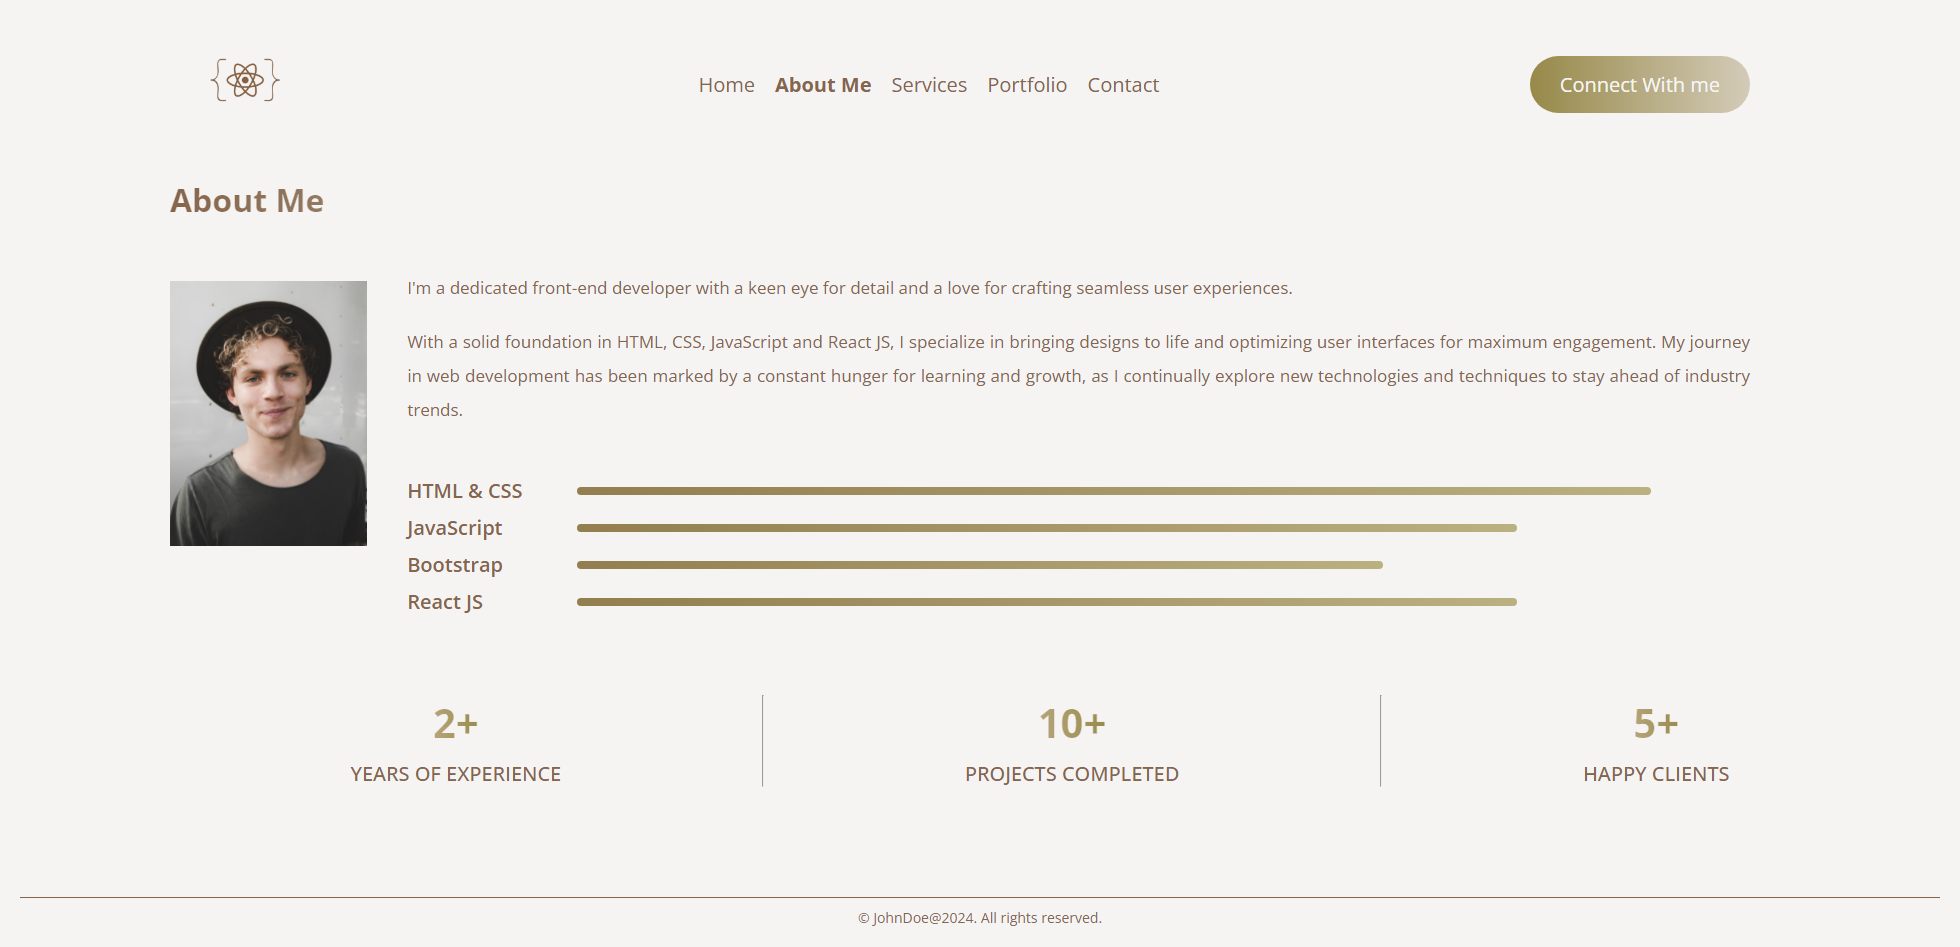 Home About Me Services Portfolio Contact Connect With me
About Me
I'm a dedicated front-end developer with a keen eye for detail and a love for crafting seamless user experiences.
With a solid foundation in HTML, CSS, JavaScript and React JS, I specialize in bringing designs to life and optimizing user interfaces for maximum engagement. My journey
in web development has been marked by a constant hunger for learning and growth, as I continually explore new technologies and techniques to stay ahead of industry
trends.
HTML & CSS
JavaScript
Bootstrap
React JS
2+ 10+ 5+
YEARS OF EXPERIENCE PROJECTS COMPLETED HAPPY CLIENTS
© JohnDoe@2024. All rights reserved.